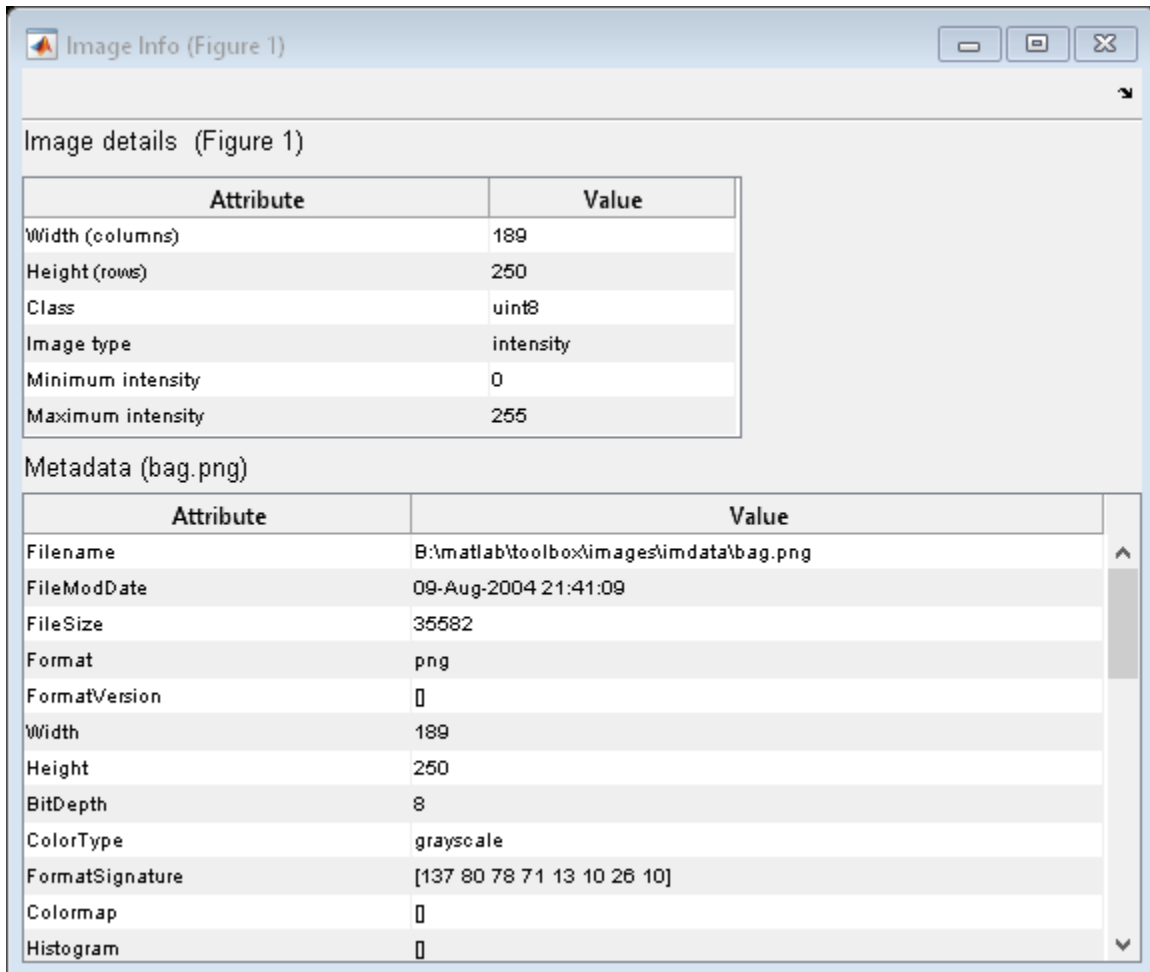 Image Info (Figure 1)
Image details (Figure 1)
Attribute Value
Width (columns) 189
Height (rows) 250
Class uint8
Image type intensity
Minimum intensity 0
Maximum intensity 255
Metadata (bag.png)
Attribute Value
Filename B:\matlab\toolbox\images\imdata\bag.png
FileModDate 09-Aug-2004 21:41:09
FileSize 35582
Format png
FormatVersion []
Width 189
Height 250
BitDepth 8
ColorType grayscale
FormatSignature [137 80 78 71 13 10 26 10]
Colormap []
Histogram []